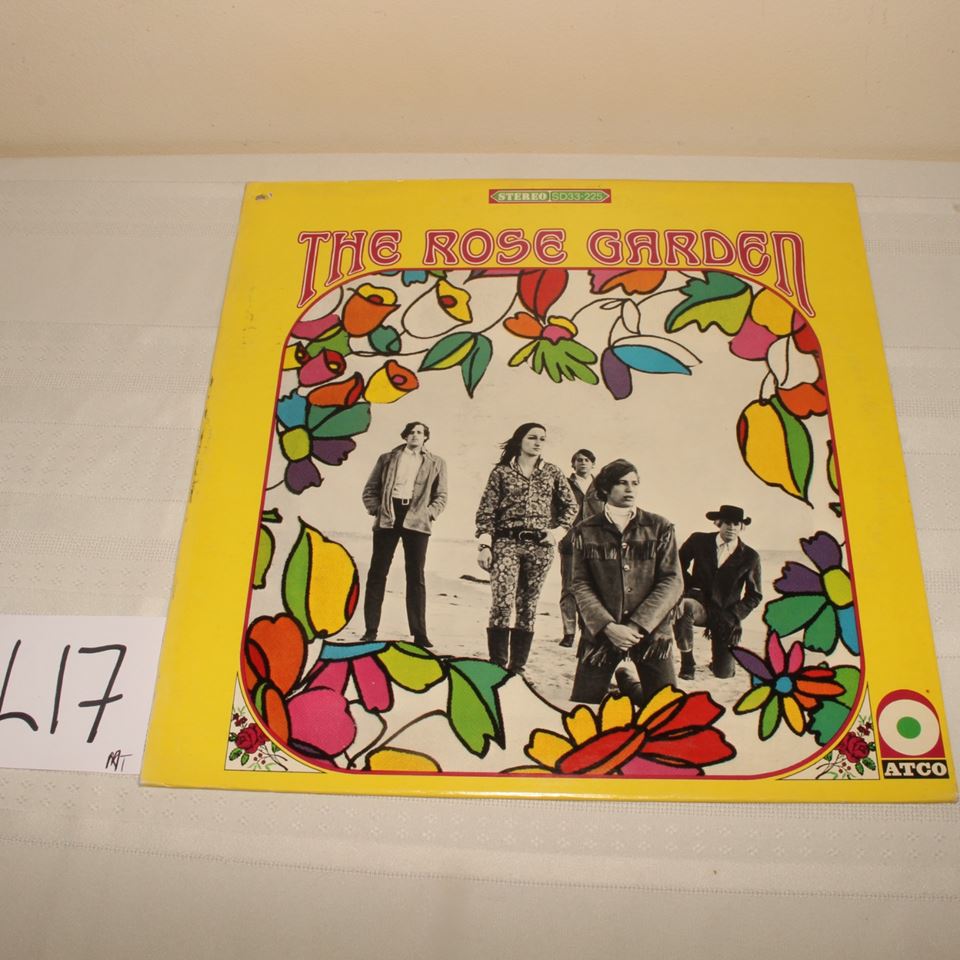 STEREO SD33-225
THE ROSE GARDEN
L17
ATCO